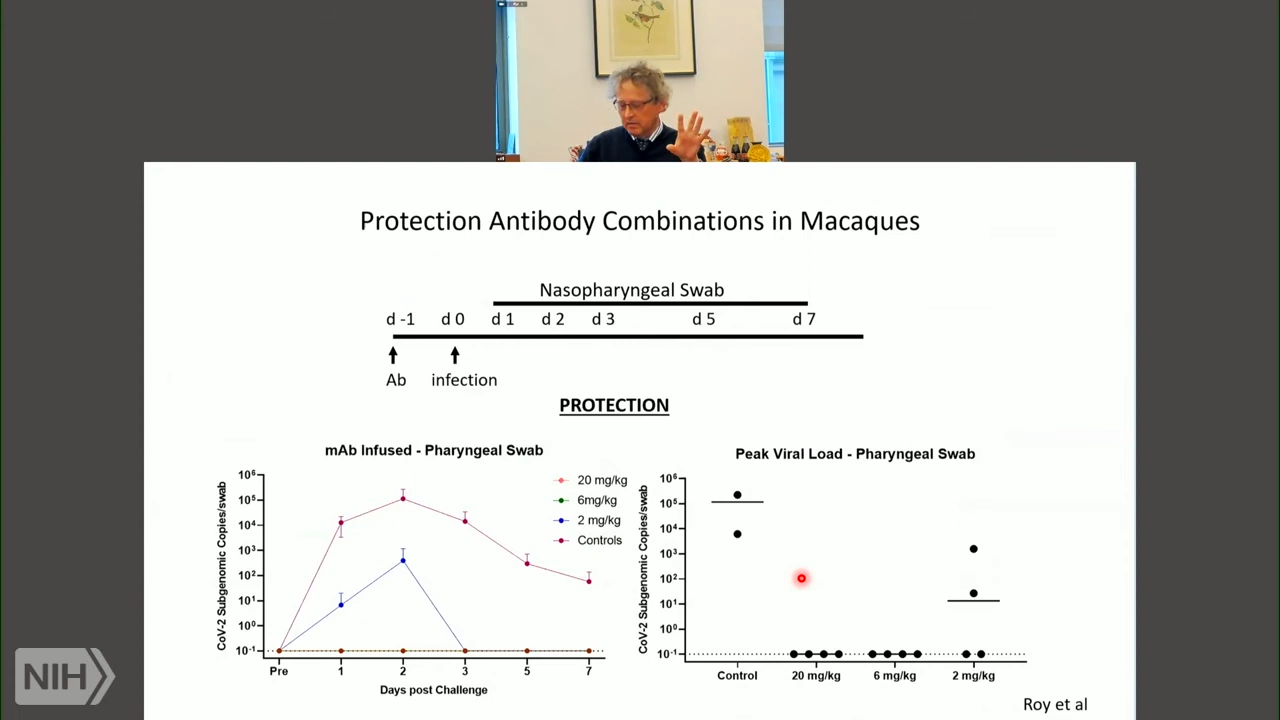 Protection Antibody Combinations in Macaques
Nasopharyngeal Swab
d -1 d 0 d 1 d 2 d 3 d 5 d 7
Ab infection
PROTECTION
mAb Infused - Pharyngeal Swab
CoV-2 Subgenomic Copies/swab
10⁶
10⁵
10⁴
10³
10²
10¹
10⁰
10⁻¹
Pre 1 2 3 5 7
Days post Challenge
20 mg/kg
6mg/kg
2 mg/kg
Controls
Peak Viral Load - Pharyngeal Swab
CoV-2 Subgenomic Copies/swab
10⁶
10⁵
10⁴
10³
10²
10¹
10⁰
10⁻¹
Control 20 mg/kg 6 mg/kg 2 mg/kg
Roy et al
NIH